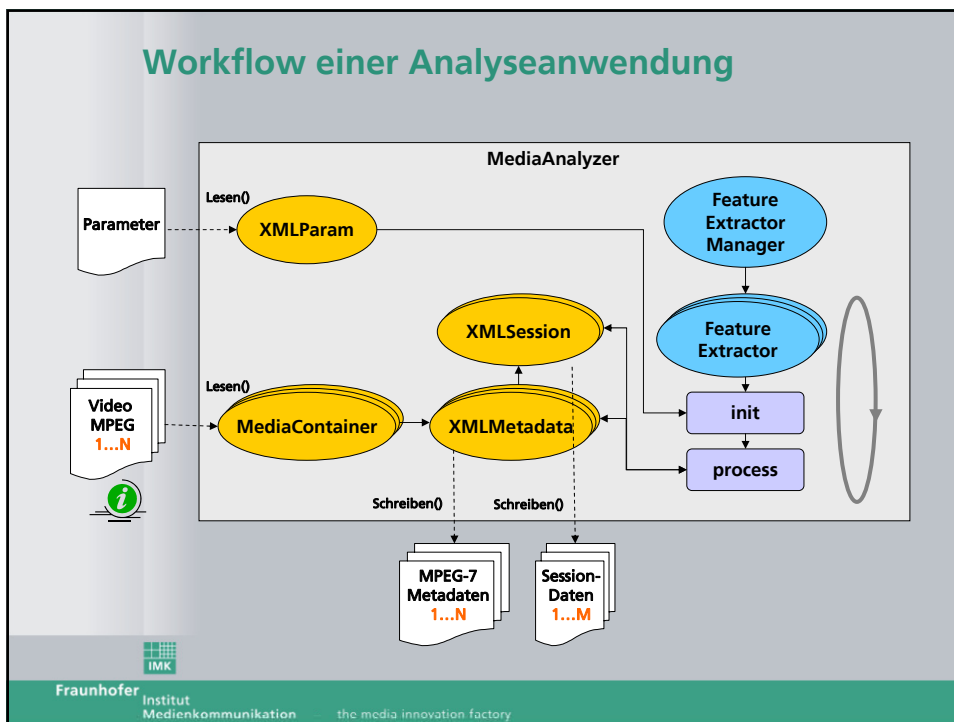 Workflow einer Analyseanwendung
MediaAnalyzer
Parameter
Lesen()
XMLParam
Feature
Extractor
Manager
XMLSession
Feature
Extractor
Video
MPEG
1...N
Lesen()
MediaContainer
XMLMetadata
init
process
Schreiben()
Schreiben()
MPEG-7
Metadaten
1...N
Session-
Daten
1...M
i
IMK
Fraunhofer
Institut
Medienkommunikation – the media innovation factory